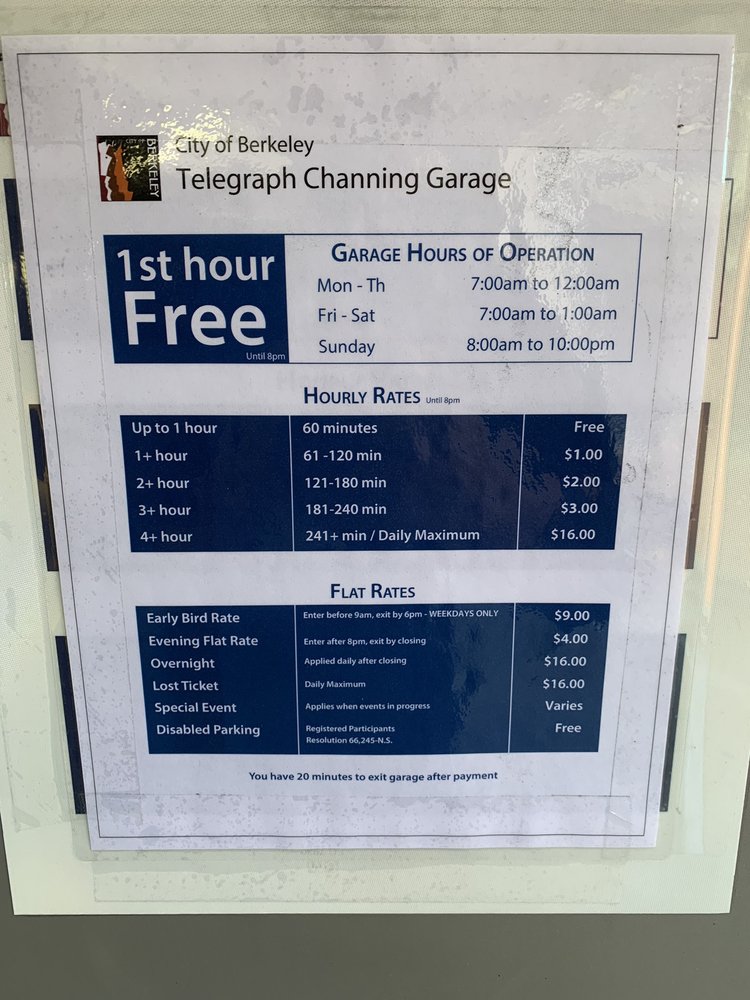 CITY OF
BERKELEY
City of Berkeley
Telegraph Channing Garage
1st hour
Free
Until 8pm
GARAGE HOURS OF OPERATION
Mon - Th 7:00am to 12:00am
Fri - Sat 7:00am to 1:00am
Sunday 8:00am to 10:00pm
HOURLY RATES Until 8pm
Up to 1 hour 60 minutes Free
1+ hour 61 -120 min $1.00
2+ hour 121-180 min $2.00
3+ hour 181-240 min $3.00
4+ hour 241+ min / Daily Maximum $16.00
FLAT RATES
Early Bird Rate Enter before 9am, exit by 6pm - WEEKDAYS ONLY $9.00
Evening Flat Rate Enter after 8pm, exit by closing $4.00
Overnight Applied daily after closing $16.00
Lost Ticket Daily Maximum $16.00
Special Event Applies when events in progress Varies
Disabled Parking Registered Participants Free
Resolution 66,245-N.S.
You have 20 minutes to exit garage after payment